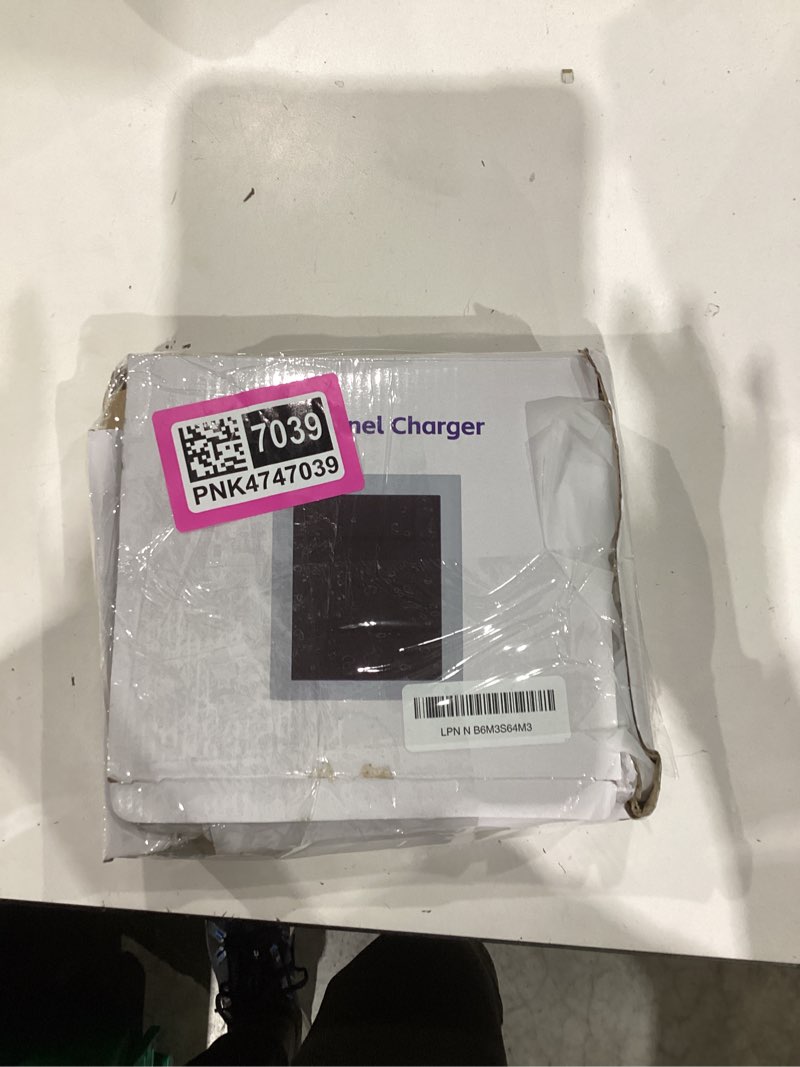 7039
PNK4747039
nel Charger
LPN N B6M3S64M3